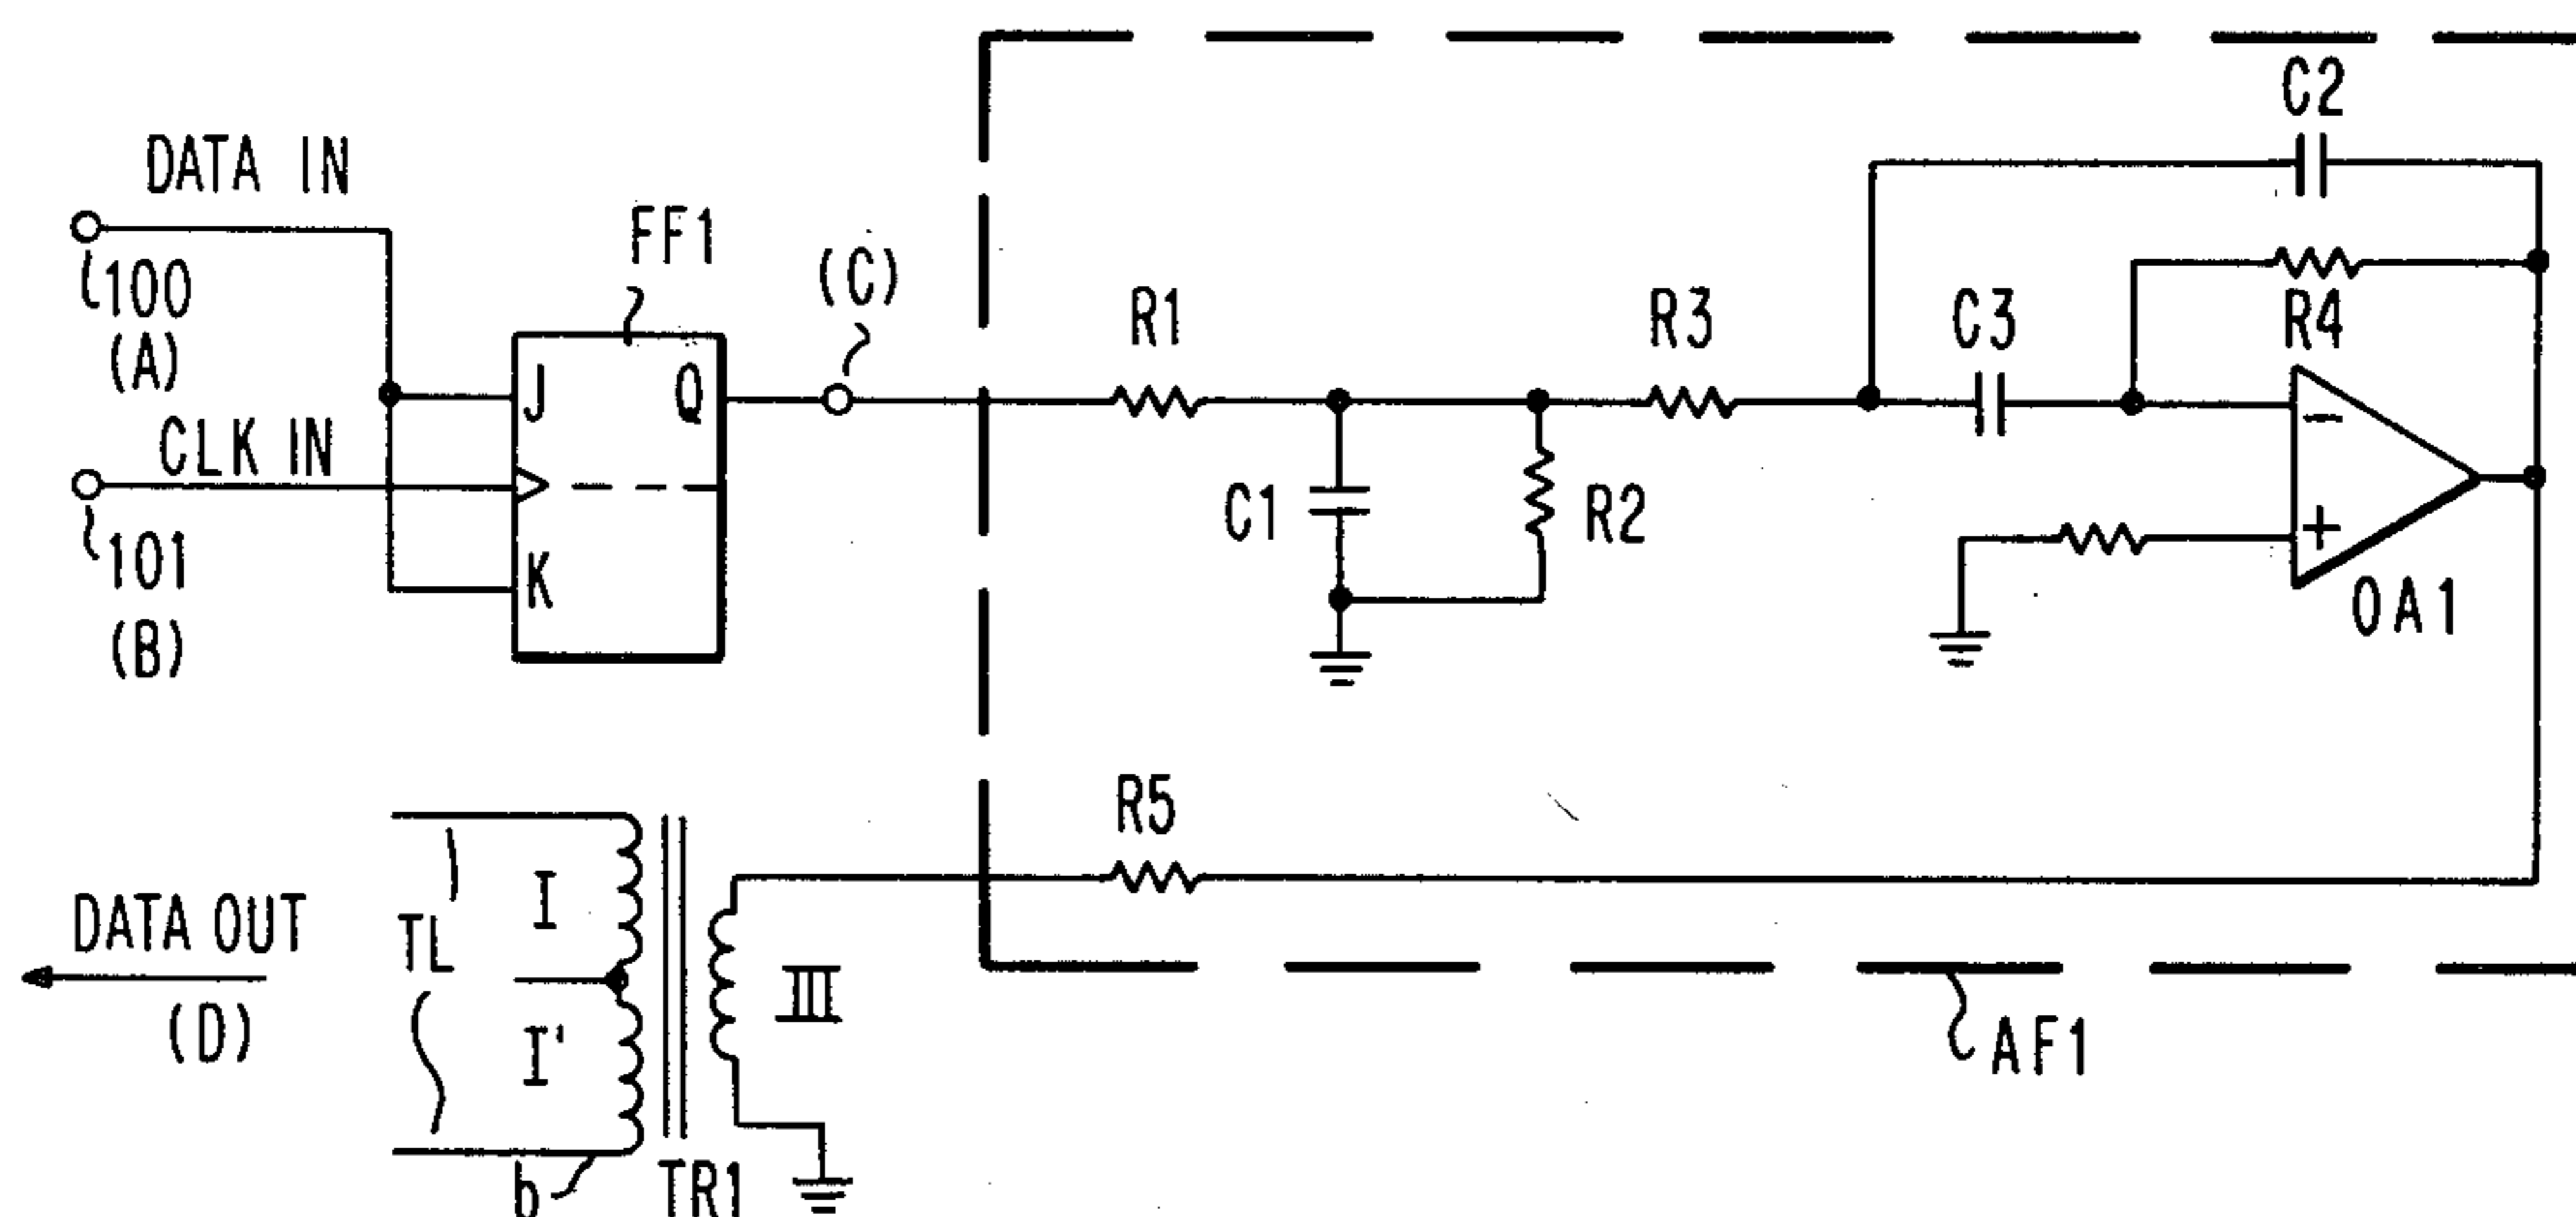 C2
DATA IN
FF1
(C)
100
(A)
R1
R3
C3
R4
J
Q
CLK IN
−
C1
R2
101
(B)
K
+
OA1
R5
I
DATA OUT
TL
III
(D)
I'
AF1
b
TR1